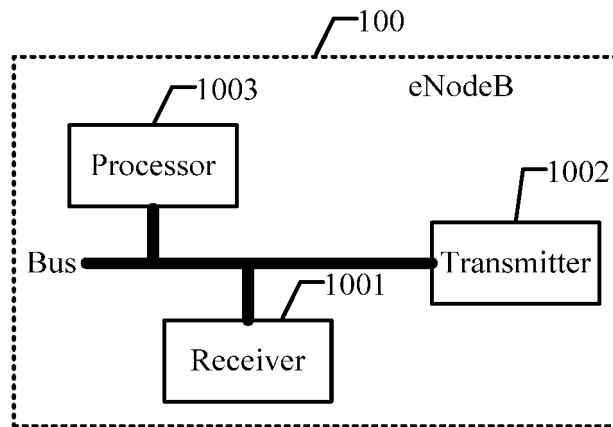 100
1003
eNodeB
Processor
1002
Bus
Transmitter
1001
Receiver